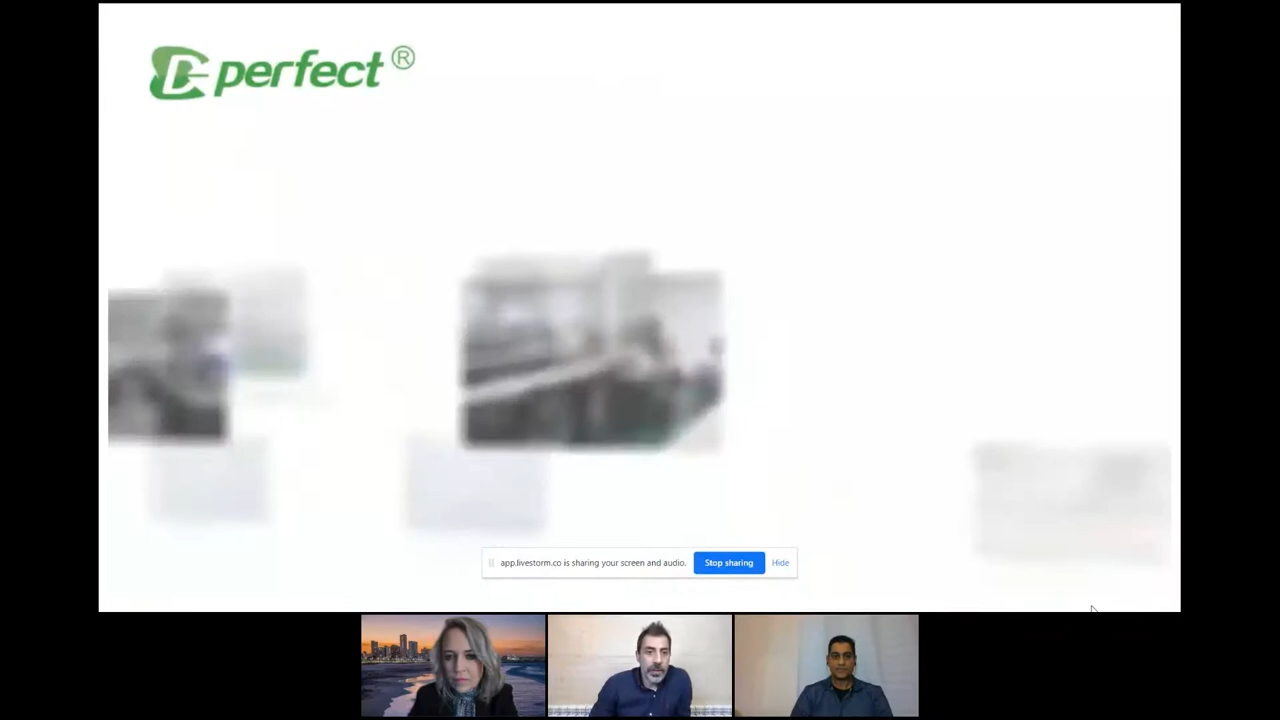 perfect ®
app.livestorm.co is sharing your screen and audio. Stop sharing Hide